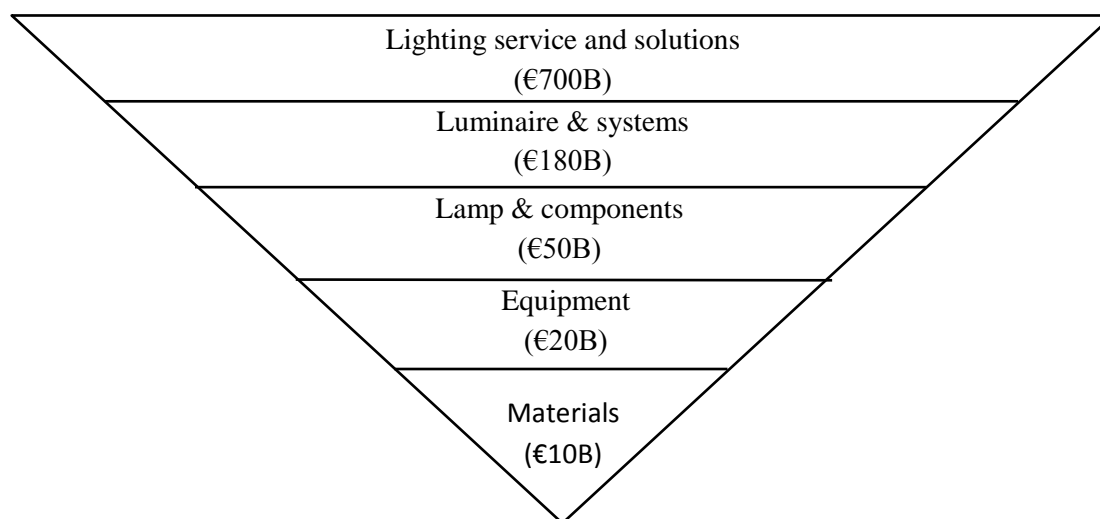 Lighting service and solutions
(€700B)
Luminaire & systems
(€180B)
Lamp & components
(€50B)
Equipment
(€20B)
Materials
(€10B)